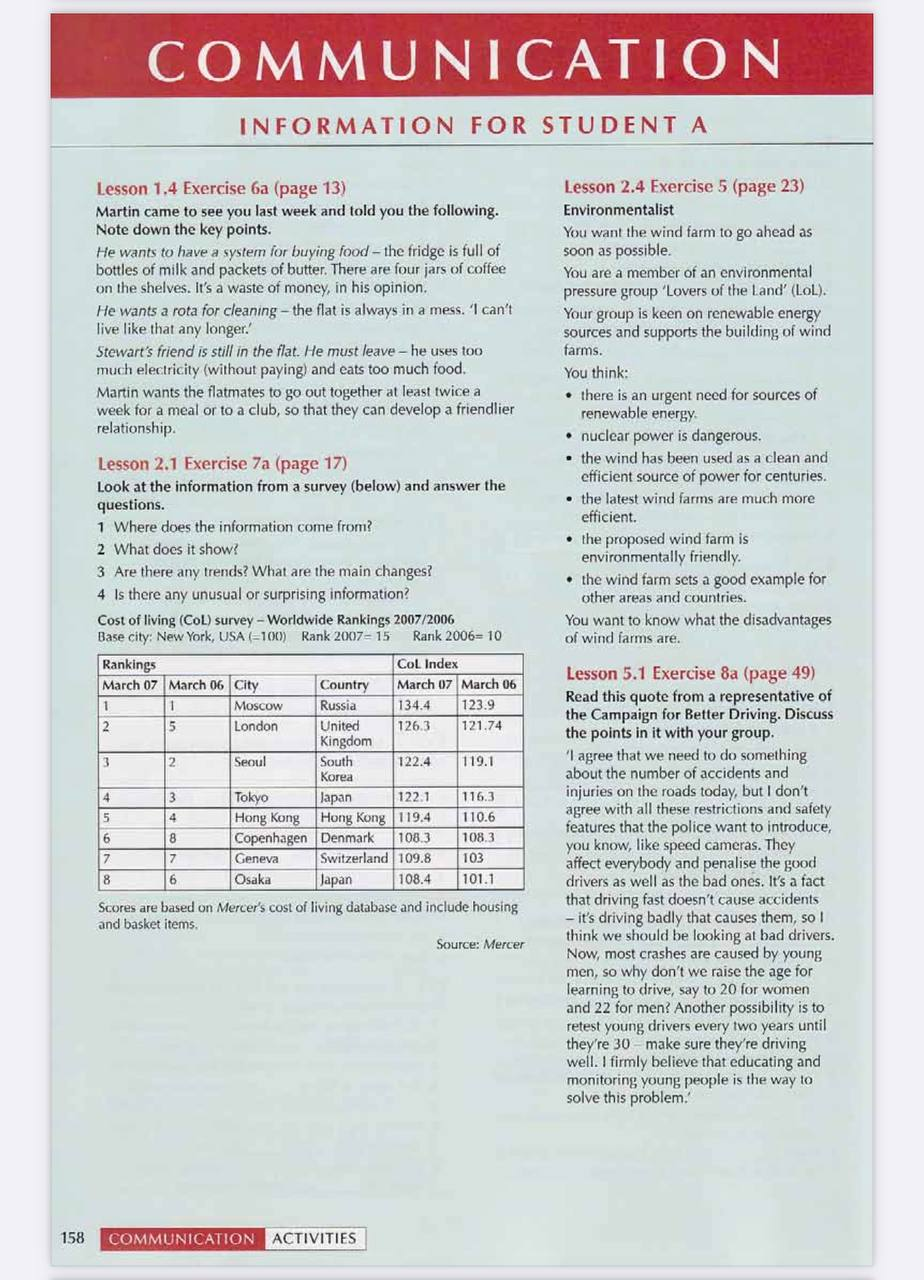 COMMUNICATION
INFORMATION FOR STUDENT A
Lesson 1.4 Exercise 6a (page 13)
Martin came to see you last week and told you the following.
Note down the key points.
He wants to have a system for buying food – the fridge is full of
bottles of milk and packets of butter. There are four jars of coffee
on the shelves. It's a waste of money, in his opinion.
He wants a rota for cleaning – the flat is always in a mess. 'I can't
live like that any longer.'
Stewart's friend is still in the flat. He must leave – he uses too
much electricity (without paying) and eats too much food.
Martin wants the flatmates to go out together at least twice a
week for a meal or to a club, so that they can develop a friendlier
relationship.
Lesson 2.1 Exercise 7a (page 17)
Look at the information from a survey (below) and answer the
questions.
1 Where does the information come from?
2 What does it show?
3 Are there any trends? What are the main changes?
4 Is there any unusual or surprising information?
Cost of living (CoL) survey – Worldwide Rankings 2007/2006
Base city: New York, USA (=100) Rank 2007= 15 Rank 2006= 10
Rankings CoL Index
March 07 March 06 City Country March 07 March 06
1 1 Moscow Russia 134.4 123.9
2 5 London United Kingdom 126.3 121.74
3 2 Seoul South Korea 122.4 119.1
4 3 Tokyo Japan 122.1 116.3
5 4 Hong Kong Hong Kong 119.4 110.6
6 8 Copenhagen Denmark 108.3 108.3
7 7 Geneva Switzerland 109.8 103
8 6 Osaka Japan 108.4 101.1
Scores are based on Mercer's cost of living database and include housing
and basket items.
Source: Mercer
Lesson 2.4 Exercise 5 (page 23)
Environmentalist
You want the wind farm to go ahead as
soon as possible.
You are a member of an environmental
pressure group 'Lovers of the Land' (LoL).
Your group is keen on renewable energy
sources and supports the building of wind
farms.
You think:
• there is an urgent need for sources of
renewable energy.
• nuclear power is dangerous.
• the wind has been used as a clean and
efficient source of power for centuries.
• the latest wind farms are much more
efficient.
• the proposed wind farm is
environmentally friendly.
• the wind farm sets a good example for
other areas and countries.
You want to know what the disadvantages
of wind farms are.
Lesson 5.1 Exercise 8a (page 49)
Read this quote from a representative of
the Campaign for Better Driving. Discuss
the points in it with your group.
'I agree that we need to do something
about the number of accidents and
injuries on the roads today, but I don't
agree with all these restrictions and safety
features that the police want to introduce,
you know, like speed cameras. They
affect everybody and penalise the good
drivers as well as the bad ones. It's a fact
that driving fast doesn't cause accidents
– it's driving badly that causes them, so I
think we should be looking at bad drivers.
Now, most crashes are caused by young
men, so why don't we raise the age for
learning to drive, say to 20 for women
and 22 for men? Another possibility is to
retest young drivers every two years until
they're 30 – make sure they're driving
well. I firmly believe that educating and
monitoring young people is the way to
solve this problem.'
158 COMMUNICATION ACTIVITIES